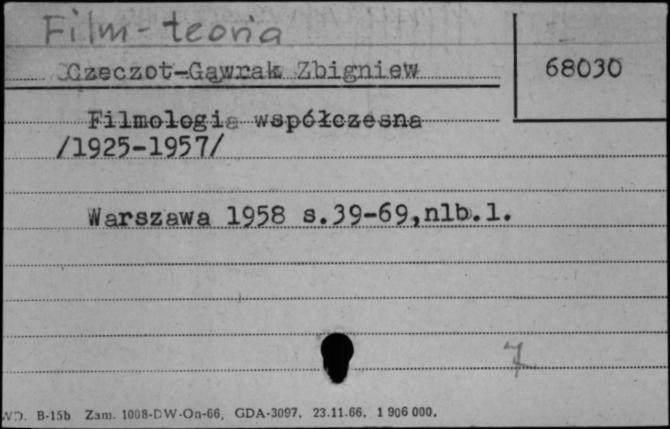 Film - teoria
Czeczot-Gawrak Zbigniew
68030
Filmologia współczesna
/1925-1957/
Warszawa 1958 s.39-69,nlb.1.
7
WD. B-15b Zam. 1008-DW-On-66. GDA-3097. 23.11.66. 1 906 000.